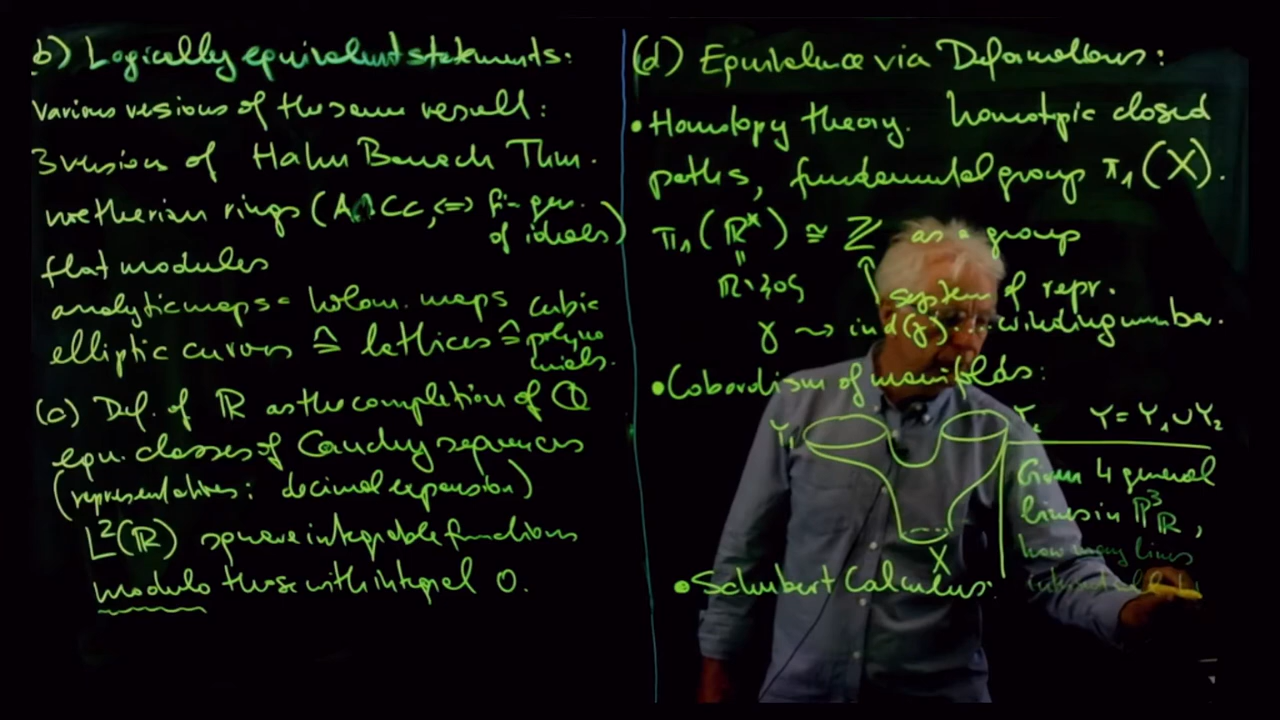 b) Logically equivalent statements:
various versions of the same result:
3 version of Hahn Banach Thm.
noetherian rings (ACC, <=> fi-gen. of ideals)
flat modules
analytic maps = holom. maps
elliptic curves ≙ lattices ≙ cubic polynomials.
(c) Def. of ℝ as the completion of ℚ
equ. classes of Cauchy sequences
(representatives: decimal expansion)
L²(ℝ) square integrable functions
modulo those with integral 0.
(d) Equivalence via Deformations:
• Homotopy theory. homotopic closed
paths, fundamental group π₁(X).
π₁(ℝ*) ≅ ℤ as a group
"
ℝ∖{0}
system of repr.
γ ⇝ ind(γ) ... winding number.
• Cobordism of manifolds:
Y₁ Y₂ Y = Y₁ ∪ Y₂
X
Given 4 general
lines in ℙ³ℝ,
how many lines
• Schubert Calculus: